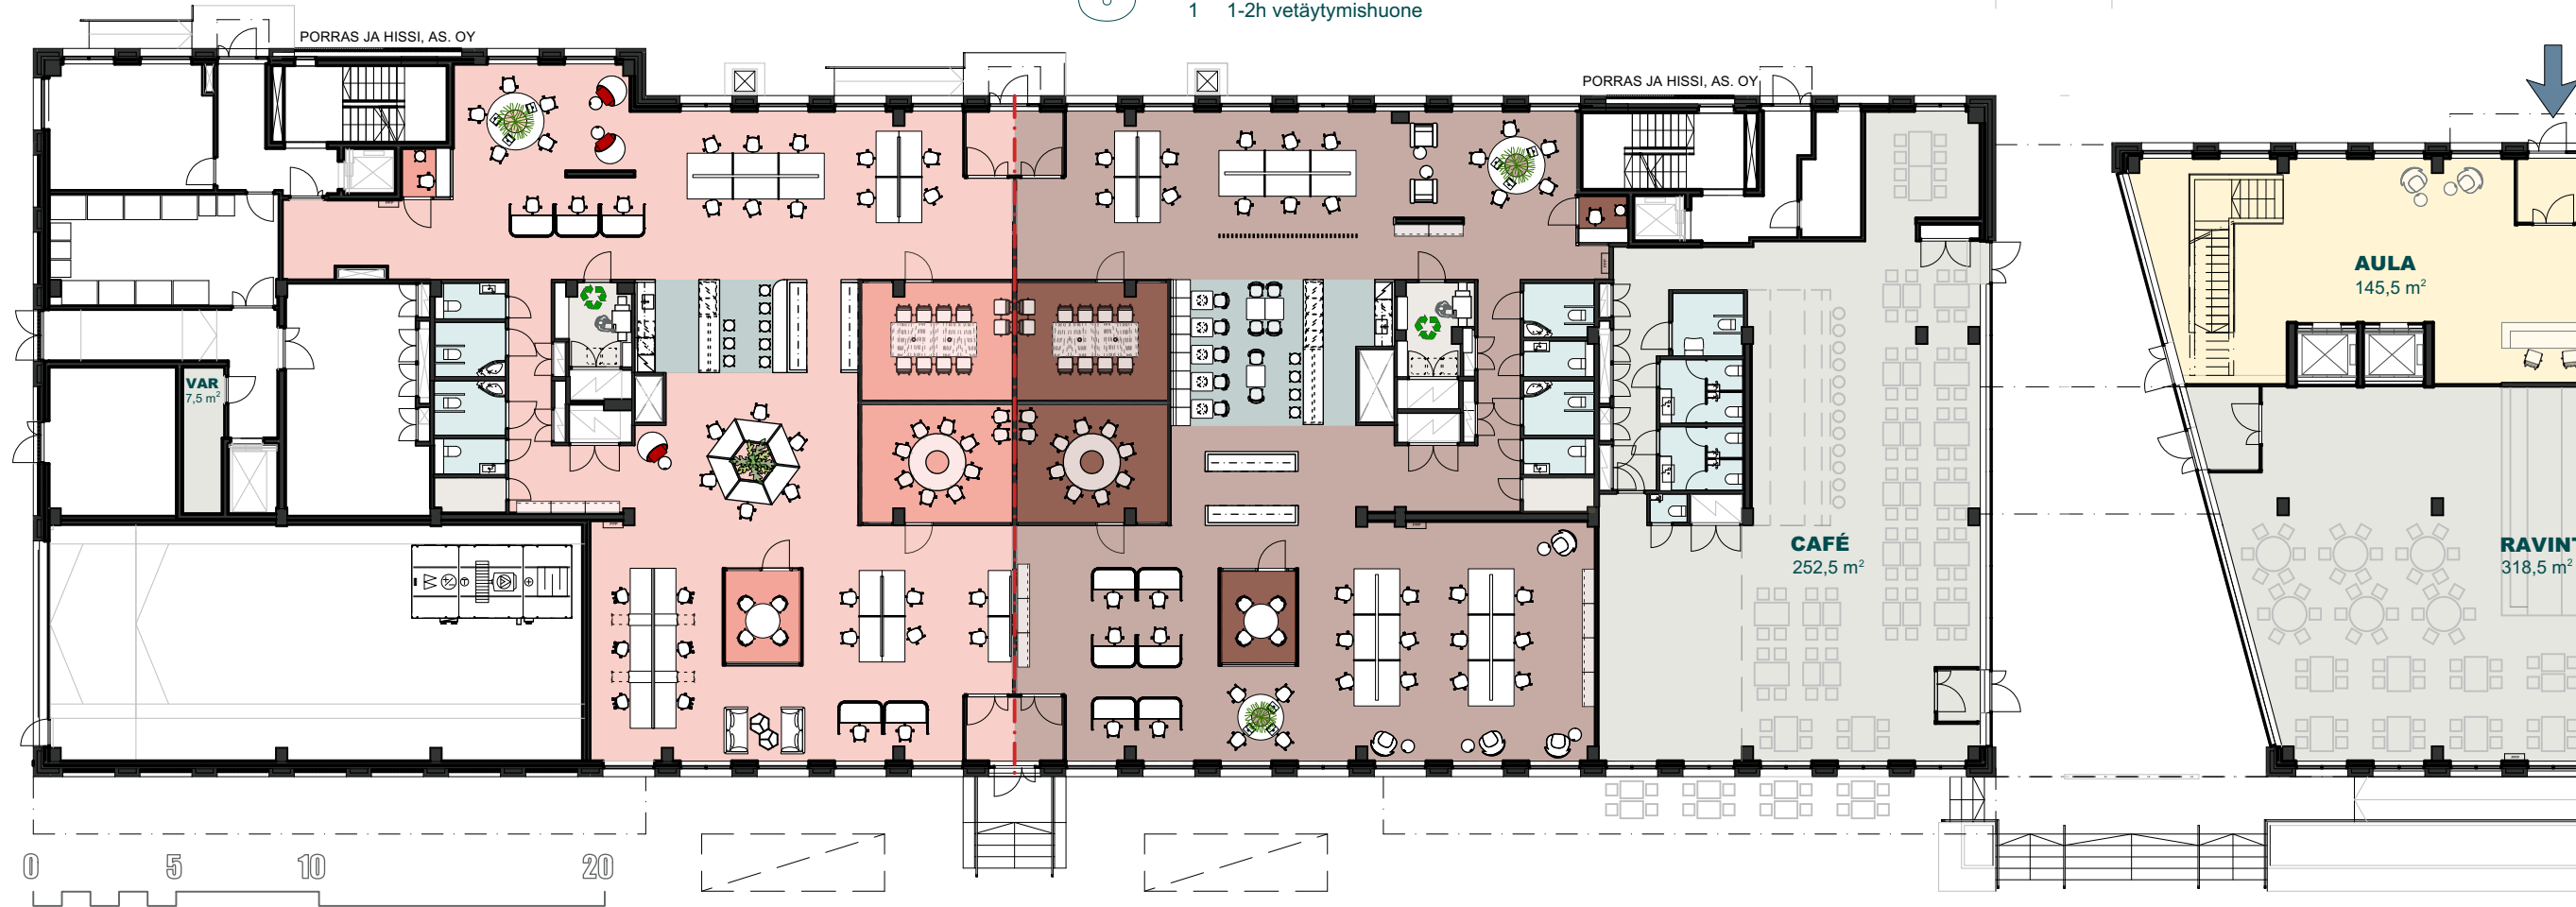 1 1-2h vetäytymishuone
PORRAS JA HISSI, AS. OY
PORRAS JA HISSI, AS. OY
AULA
145,5 m²
VAR
7,5 m²
CAFÉ
252,5 m²
RAVINT
318,5 m²
0 5 10 20